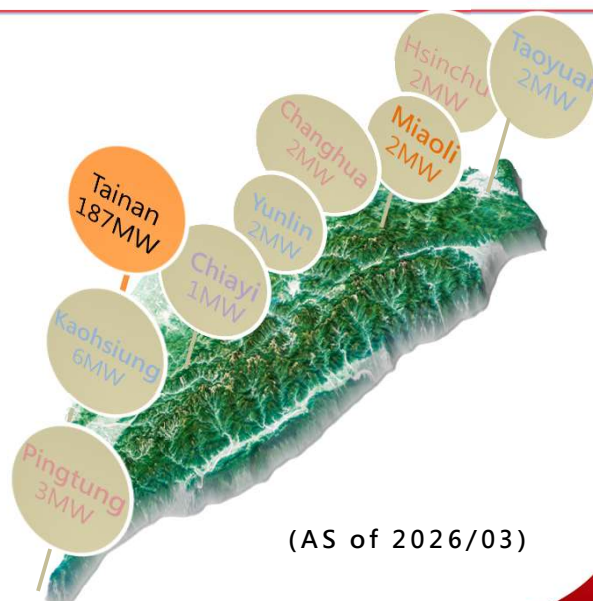 Hsinchu
2MW
Taoyuan
2MW
Miaoli
2MW
Changhua
2MW
Yunlin
2MW
Tainan
187MW
Chiayi
1MW
Kaohsiung
6MW
Pingtung
3MW
(AS of 2026/03)